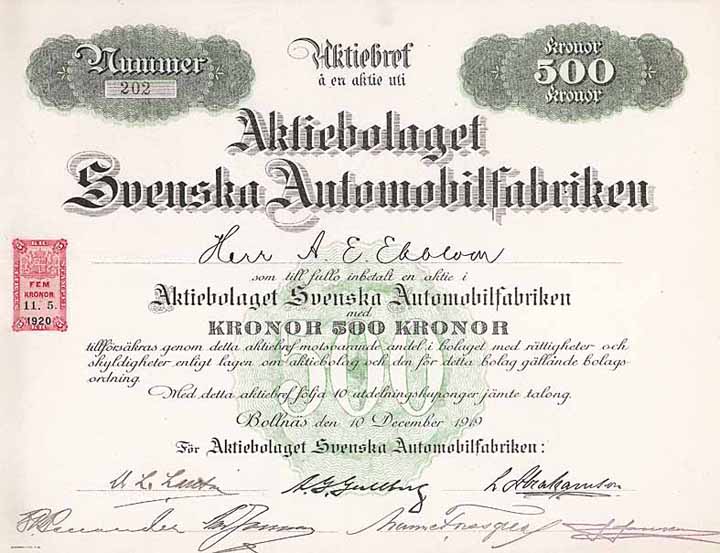 Nummer
202
Aktiebref
å en aktie uti
Kronor
500
Kronor
Aktiebolaget
Svenska Automobilfabriken
Herr A. E.
som till fullo inbetalt en aktie i
Aktiebolaget Svenska Automobilfabriken
med
KRONOR 500 KRONOR
tillförsäkras genom detta aktiebref motsvarande andel i bolaget med rättigheter och
skyldigheter enligt lagen om aktiebolag och den för detta bolag gällande bolags
ordning.
Med detta aktiebref följa 10 utdelningskuponger jämte talong.
Bollnäs den 10 December 1919
För Aktiebolaget Svenska Automobilfabriken:
500
FEM
KRONOR
11. 5.
1920
A. G. Gullberg
L. Abrahamson